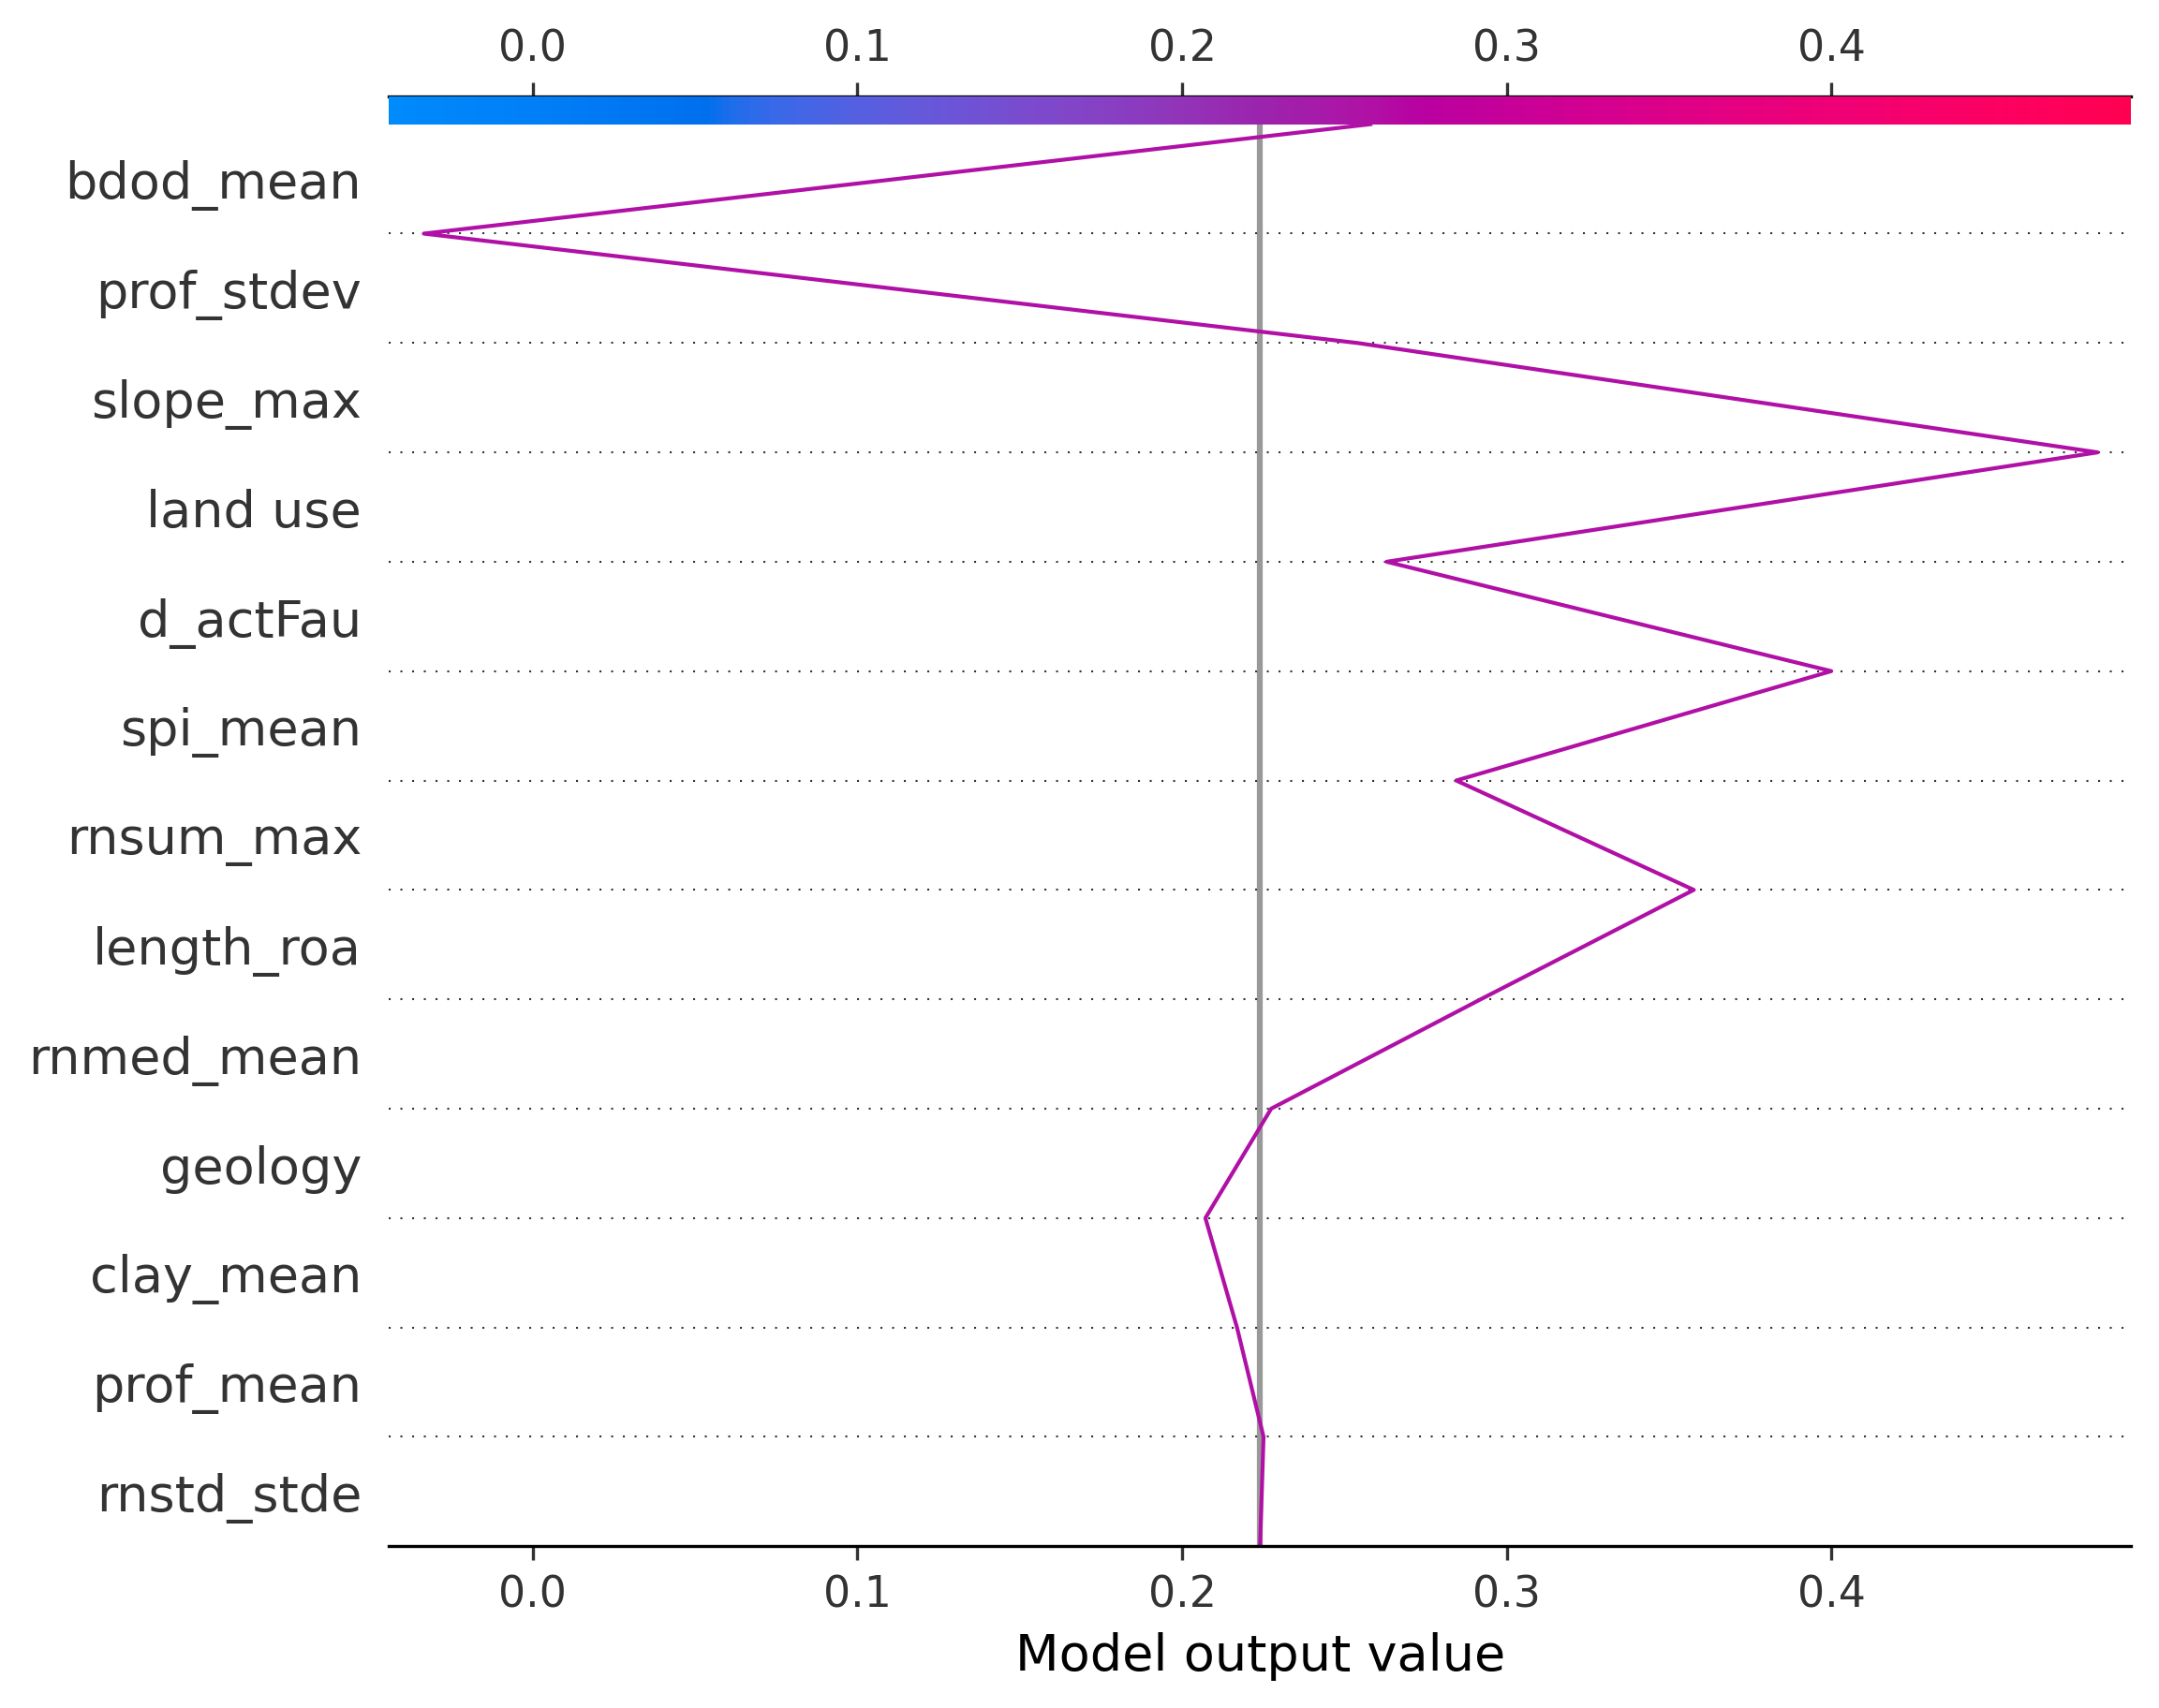 0.0 0.1 0.2 0.3 0.4
bdod_mean
prof_stdev
slope_max
land use
d_actFau
spi_mean
rnsum_max
length_roa
rnmed_mean
geology
clay_mean
prof_mean
rnstd_stde
0.0 0.1 0.2 0.3 0.4
Model output value